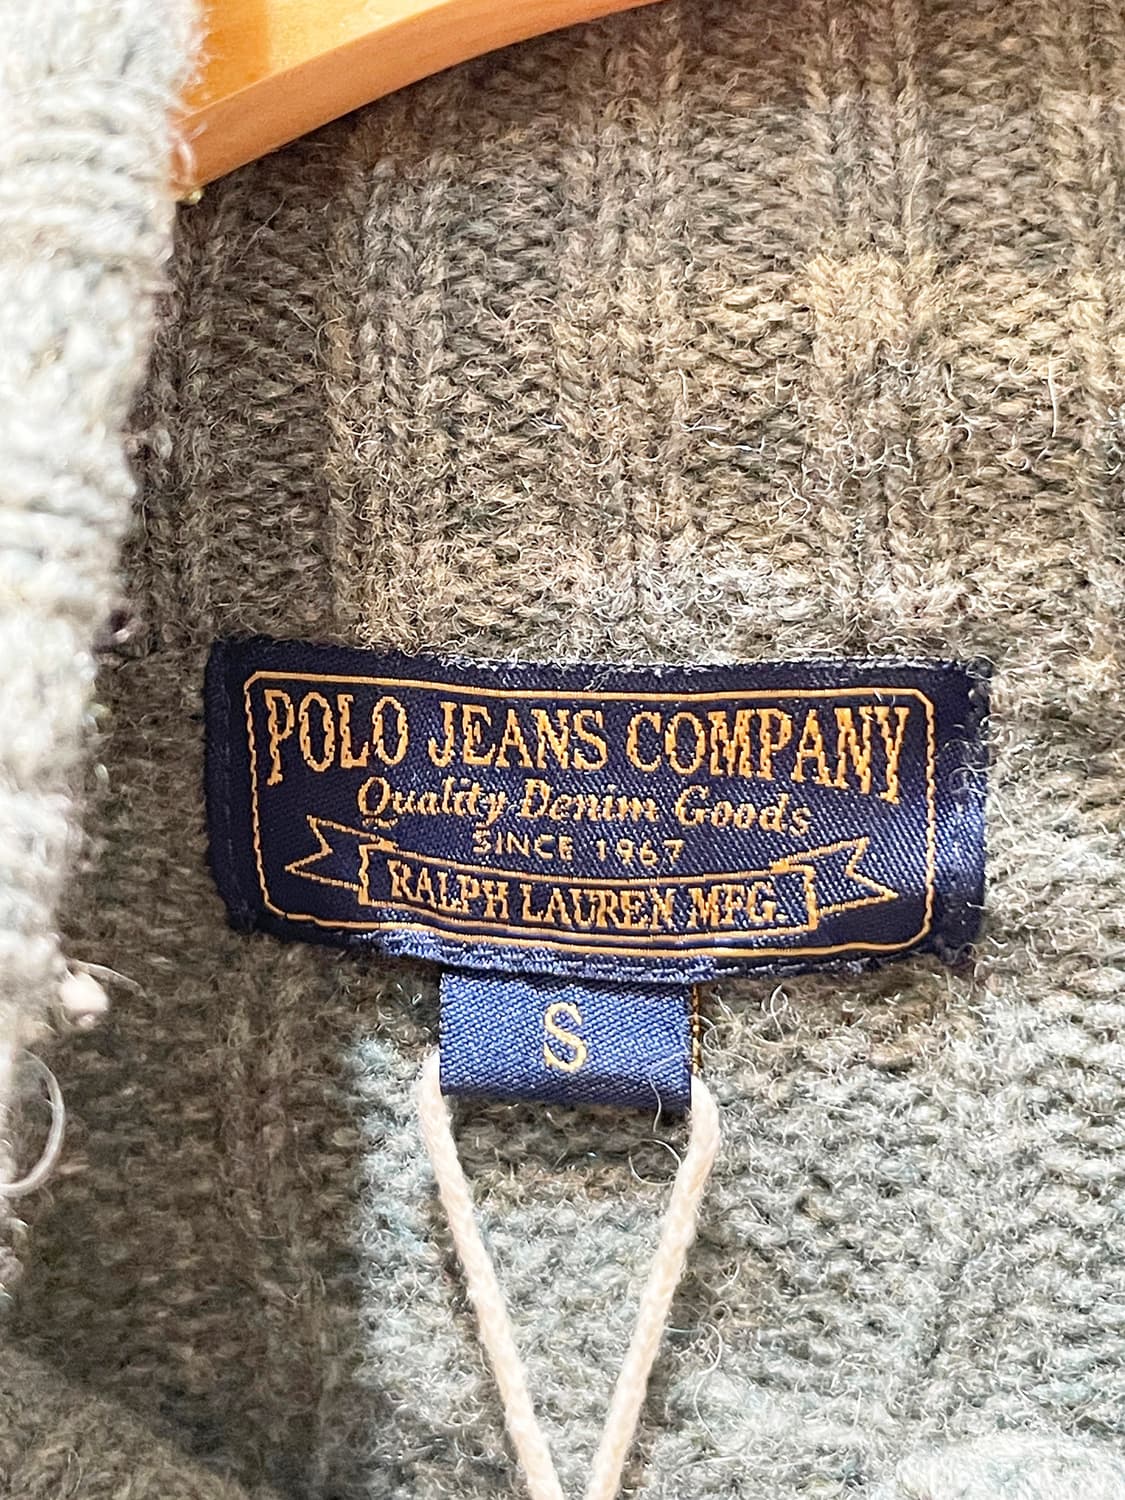 POLO JEANS COMPANY
Quality Denim Goods
SINCE 1967
RALPH LAUREN MFG.
S